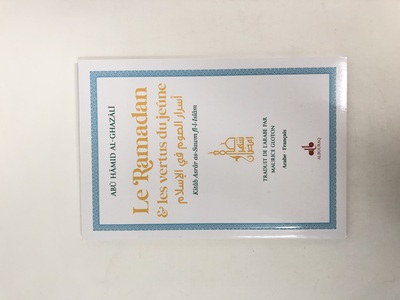 ABÛ HÂMID AL-GHAZÂLÎ
Le Ramadan
& les vertus du jeûne
أسرار الصوم في الإسلام
Kitâb Asrâr as-Sawm fî-l-Islâm
TRADUIT DE L'ARABE PAR
MAURICE GLOTON
Arabe - Français
ALBOURAQ